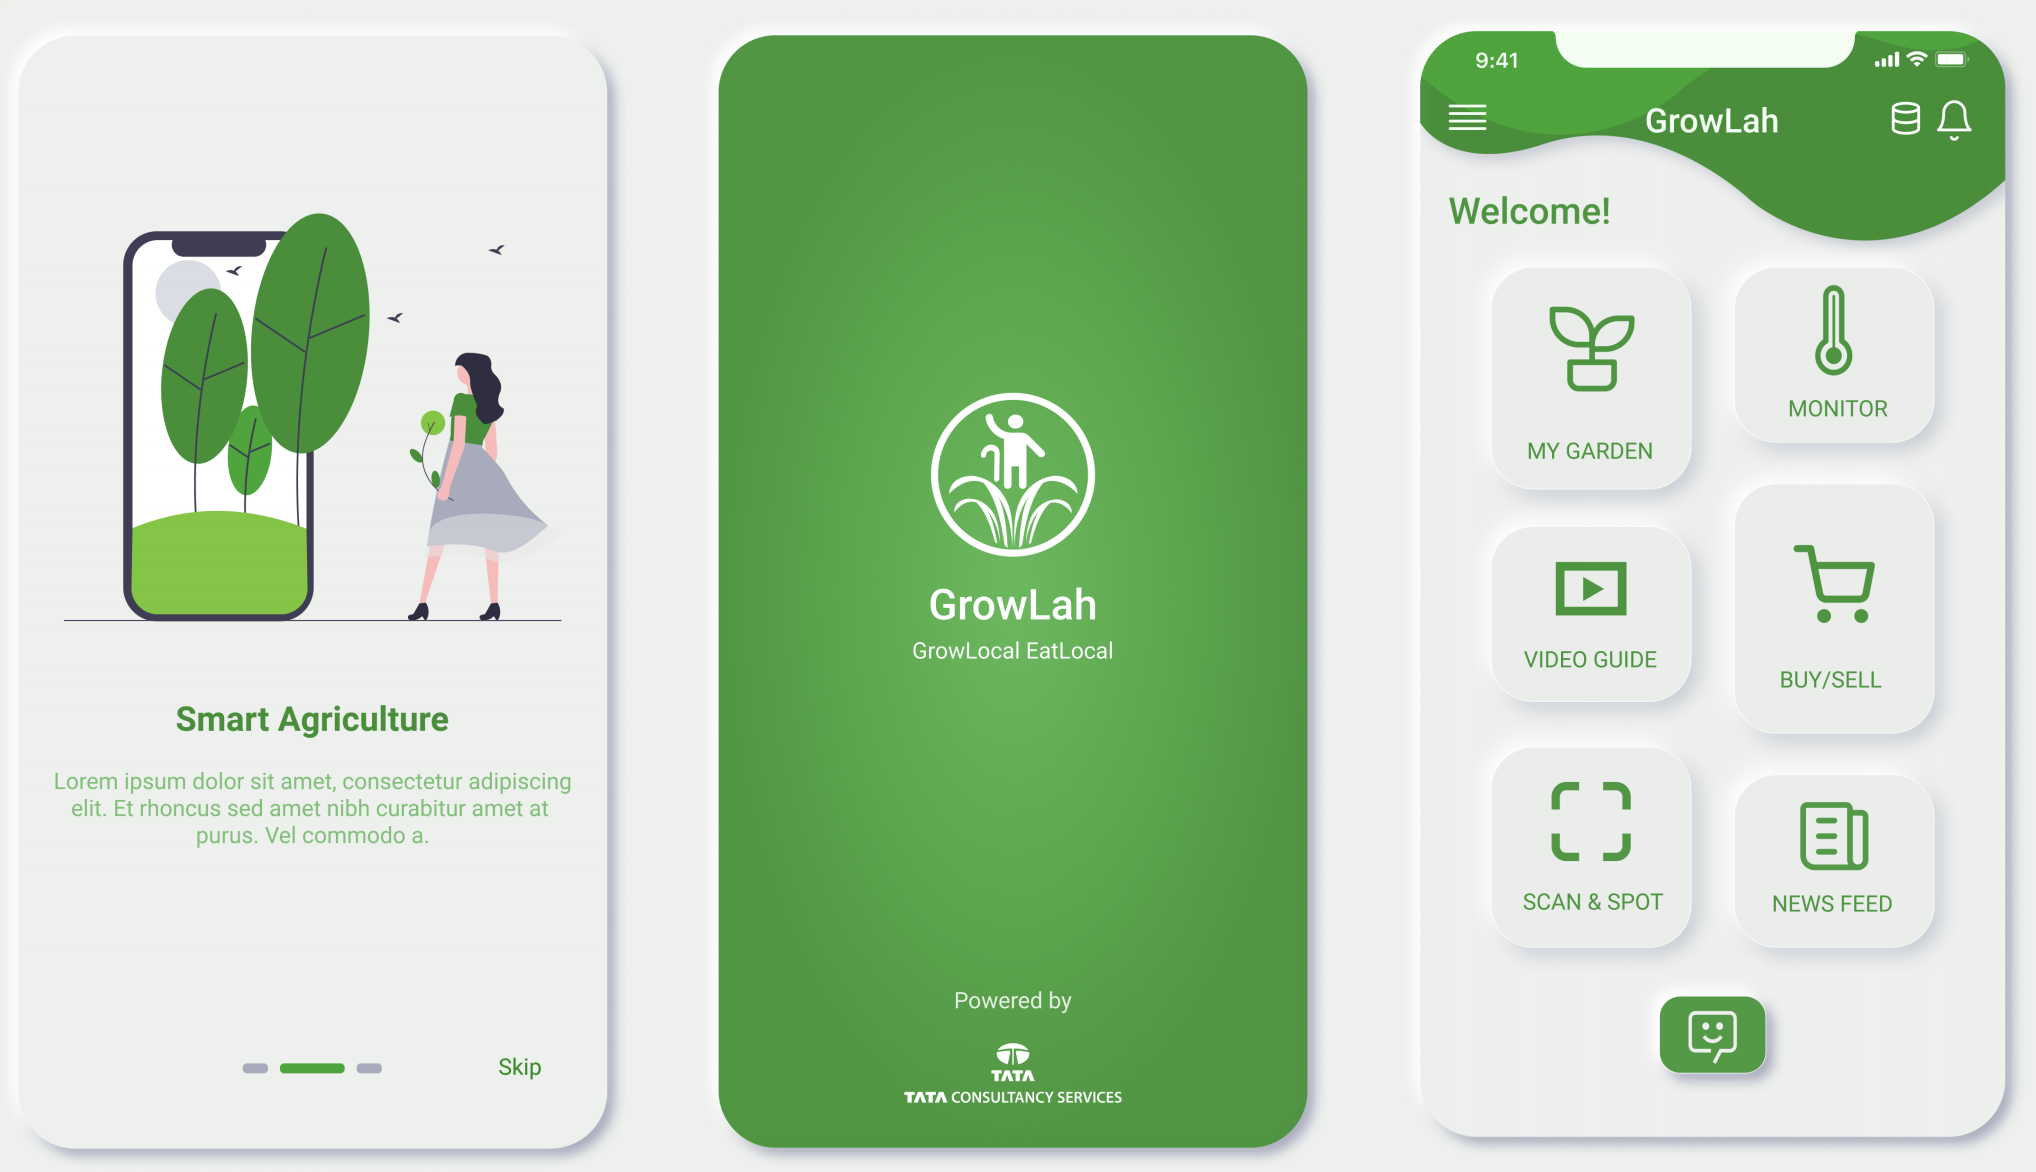 Smart Agriculture
Lorem ipsum dolor sit amet, consectetur adipiscing
elit. Et rhoncus sed amet nibh curabitur amet at
purus. Vel commodo a.
Skip
GrowLah
GrowLocal EatLocal
Powered by
TATA
TATA CONSULTANCY SERVICES
9:41
GrowLah
Welcome!
MY GARDEN
MONITOR
VIDEO GUIDE
BUY/SELL
SCAN & SPOT
NEWS FEED